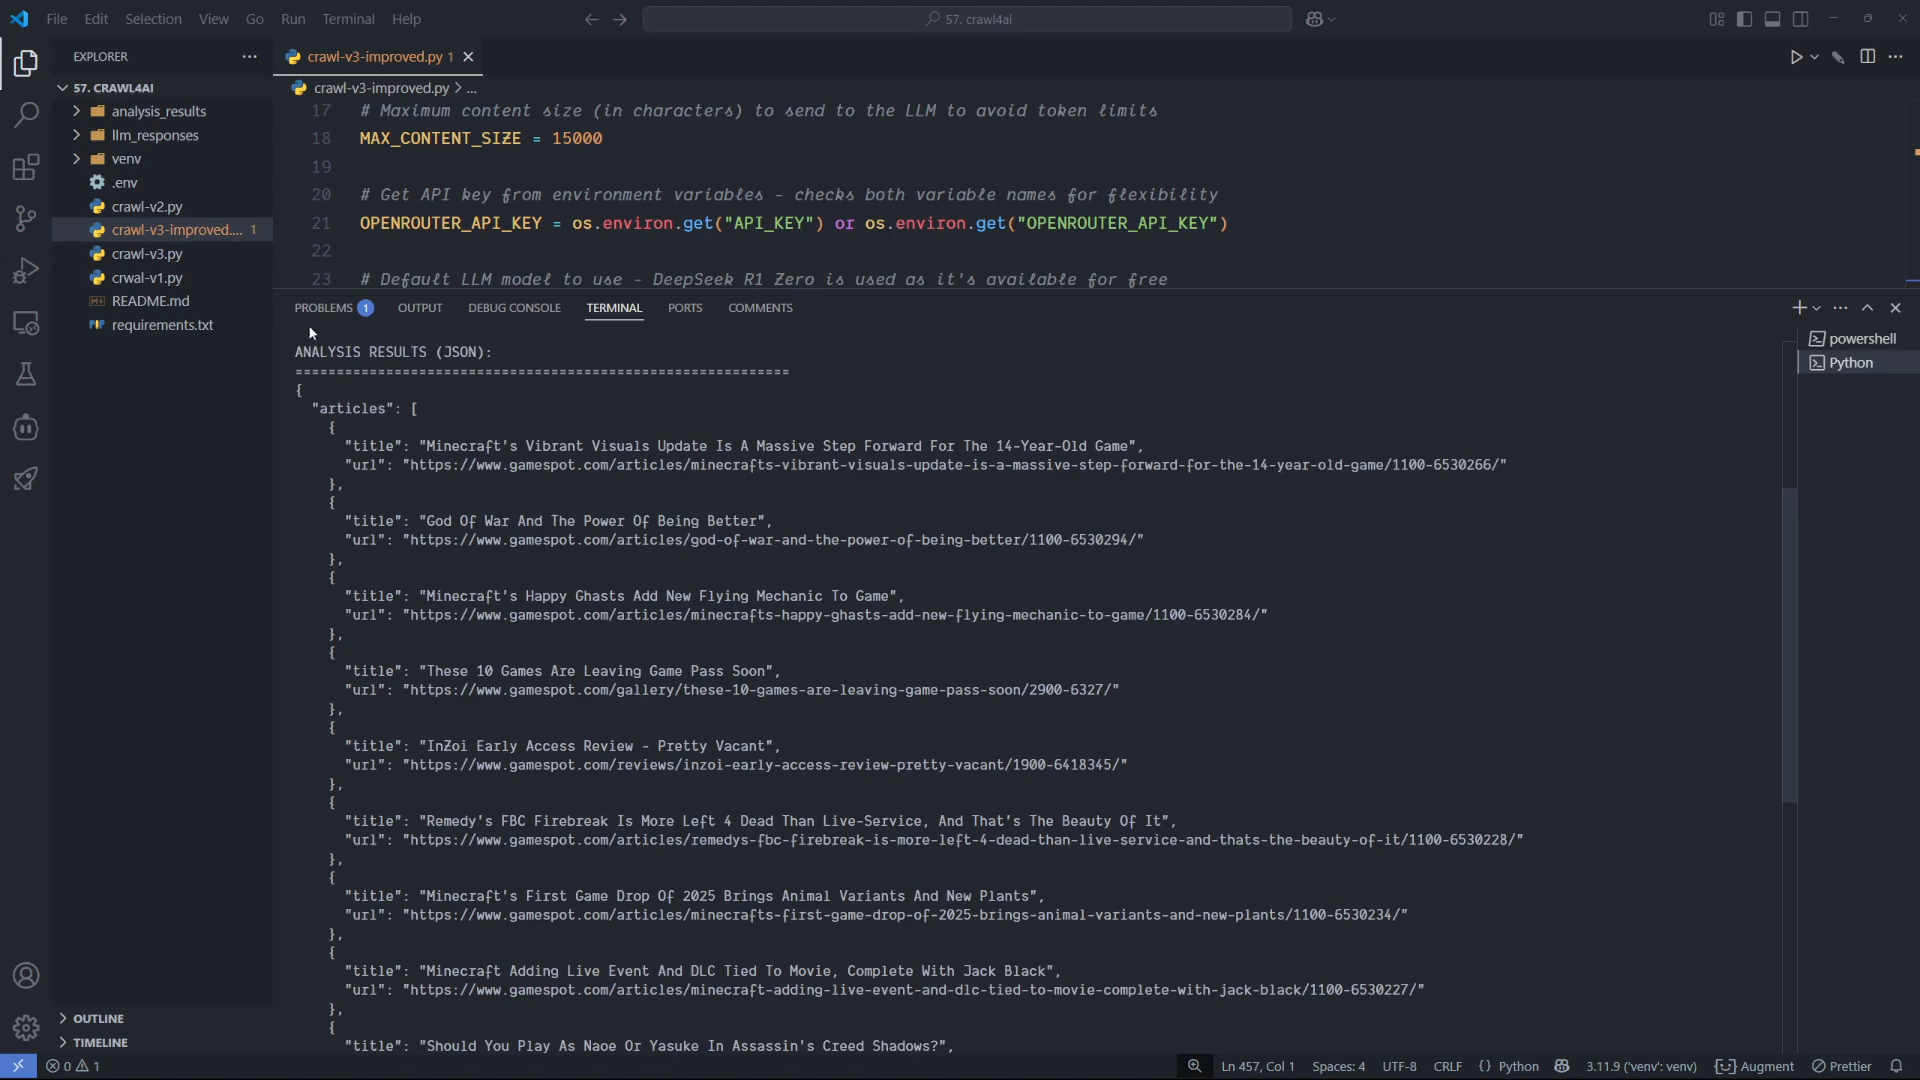 File Edit Selection View Go Run Terminal Help
57. crawl4ai
EXPLORER
57. CRAWL4AI
analysis_results
llm_responses
venv
.env
crawl-v2.py
crawl-v3-improved.... 1
crawl-v3.py
crwal-v1.py
README.md
requirements.txt
OUTLINE
TIMELINE
crawl-v3-improved.py 1
crawl-v3-improved.py > ...
17 # Maximum content size (in characters) to send to the LLM to avoid token limits
18 MAX_CONTENT_SIZE = 15000
19
20 # Get API key from environment variables - checks both variable names for flexibility
21 OPENROUTER_API_KEY = os.environ.get("API_KEY") or os.environ.get("OPENROUTER_API_KEY")
22
23 # Default LLM model to use - DeepSeek R1 Zero is used as it's available for free
PROBLEMS 1 OUTPUT DEBUG CONSOLE TERMINAL PORTS COMMENTS
powershell
Python
ANALYSIS RESULTS (JSON):
============================================================
{
"articles": [
{
"title": "Minecraft's Vibrant Visuals Update Is A Massive Step Forward For The 14-Year-Old Game",
"url": "https://www.gamespot.com/articles/minecrafts-vibrant-visuals-update-is-a-massive-step-forward-for-the-14-year-old-game/1100-6530266/"
},
{
"title": "God Of War And The Power Of Being Better",
"url": "https://www.gamespot.com/articles/god-of-war-and-the-power-of-being-better/1100-6530294/"
},
{
"title": "Minecraft's Happy Ghasts Add New Flying Mechanic To Game",
"url": "https://www.gamespot.com/articles/minecrafts-happy-ghasts-add-new-flying-mechanic-to-game/1100-6530284/"
},
{
"title": "These 10 Games Are Leaving Game Pass Soon",
"url": "https://www.gamespot.com/gallery/these-10-games-are-leaving-game-pass-soon/2900-6327/"
},
{
"title": "InZoi Early Access Review - Pretty Vacant",
"url": "https://www.gamespot.com/reviews/inzoi-early-access-review-pretty-vacant/1900-6418345/"
},
{
"title": "Remedy's FBC Firebreak Is More Left 4 Dead Than Live-Service, And That's The Beauty Of It",
"url": "https://www.gamespot.com/articles/remedys-fbc-firebreak-is-more-left-4-dead-than-live-service-and-thats-the-beauty-of-it/1100-6530228/"
},
{
"title": "Minecraft's First Game Drop Of 2025 Brings Animal Variants And New Plants",
"url": "https://www.gamespot.com/articles/minecrafts-first-game-drop-of-2025-brings-animal-variants-and-new-plants/1100-6530234/"
},
{
"title": "Minecraft Adding Live Event And DLC Tied To Movie, Complete With Jack Black",
"url": "https://www.gamespot.com/articles/minecraft-adding-live-event-and-dlc-tied-to-movie-complete-with-jack-black/1100-6530227/"
},
{
"title": "Should You Play As Naoe Or Yasuke In Assassin's Creed Shadows?",
0 1 Ln 457, Col 1 Spaces: 4 UTF-8 CRLF {} Python 3.11.9 ('venv': venv) Augment Prettier